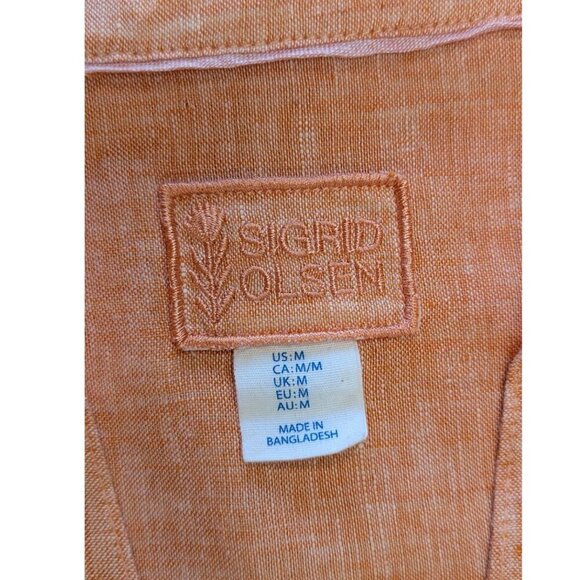 SIGRID
OLSEN
US:M
CA:M/M
UK:M
EU:M
AU:M
MADE IN
BANGLADESH